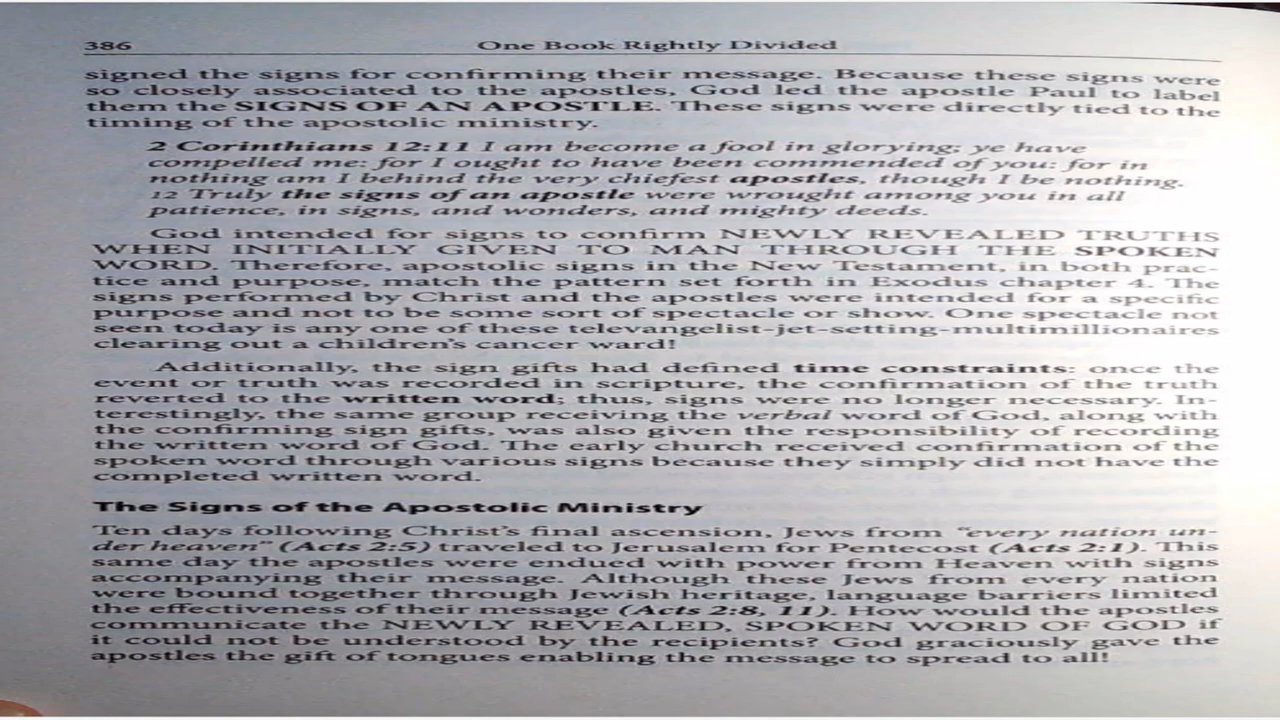 386 One Book Rightly Divided
signed the signs for confirming their message. Because these signs were
so closely associated to the apostles, God led the apostle Paul to label
them the SIGNS OF AN APOSTLE. These signs were directly tied to the
timing of the apostolic ministry.
2 Corinthians 12:11 I am become a fool in glorying; ye have
compelled me: for I ought to have been commended of you: for in
nothing am I behind the very chiefest apostles, though I be nothing.
12 Truly the signs of an apostle were wrought among you in all
patience, in signs, and wonders, and mighty deeds.
God intended for signs to confirm NEWLY REVEALED TRUTHS
WHEN INITIALLY GIVEN TO MAN THROUGH THE SPOKEN
WORD. Therefore, apostolic signs in the New Testament, in both prac-
tice and purpose, match the pattern set forth in Exodus chapter 4. The
signs performed by Christ and the apostles were intended for a specific
purpose and not to be some sort of spectacle or show. One spectacle not
seen today is any one of these televangelist-jet-setting-multimillionaires
clearing out a children's cancer ward!
Additionally, the sign gifts had defined time constraints: once the
event or truth was recorded in scripture, the confirmation of the truth
reverted to the written word; thus, signs were no longer necessary. In-
terestingly, the same group receiving the verbal word of God, along with
the confirming sign gifts, was also given the responsibility of recording
the written word of God. The early church received confirmation of the
spoken word through various signs because they simply did not have the
completed written word.
The Signs of the Apostolic Ministry
Ten days following Christ's final ascension, Jews from "every nation un-
der heaven" (Acts 2:5) traveled to Jerusalem for Pentecost (Acts 2:1). This
same day the apostles were endued with power from Heaven with signs
accompanying their message. Although these Jews from every nation
were bound together through Jewish heritage, language barriers limited
the effectiveness of their message (Acts 2:8, 11). How would the apostles
communicate the NEWLY REVEALED, SPOKEN WORD OF GOD if
it could not be understood by the recipients? God graciously gave the
apostles the gift of tongues enabling the message to spread to all!